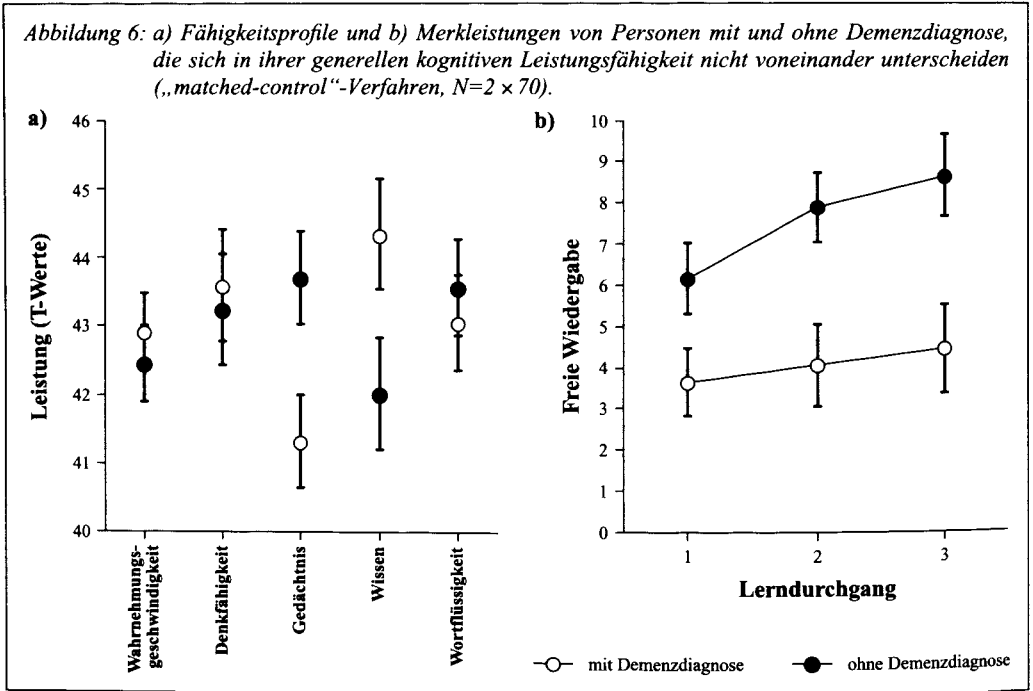 Abbildung 6: a) Fähigkeitsprofile und b) Merkleistungen von Personen mit und ohne Demenzdiagnose,
die sich in ihrer generellen kognitiven Leistungsfähigkeit nicht voneinander unterscheiden
(„matched-control“-Verfahren, N=2 × 70).
a)
46
45
44
43
42
41
40
Leistung (T-Werte)
Wahrnehmungs-
geschwindigkeit
Denkfähigkeit
Gedächtnis
Wissen
Wortflüssigkeit
b)
10
9
8
7
6
5
4
3
2
1
0
Freie Wiedergabe
1 2 3
Lerndurchgang
mit Demenzdiagnose
ohne Demenzdiagnose